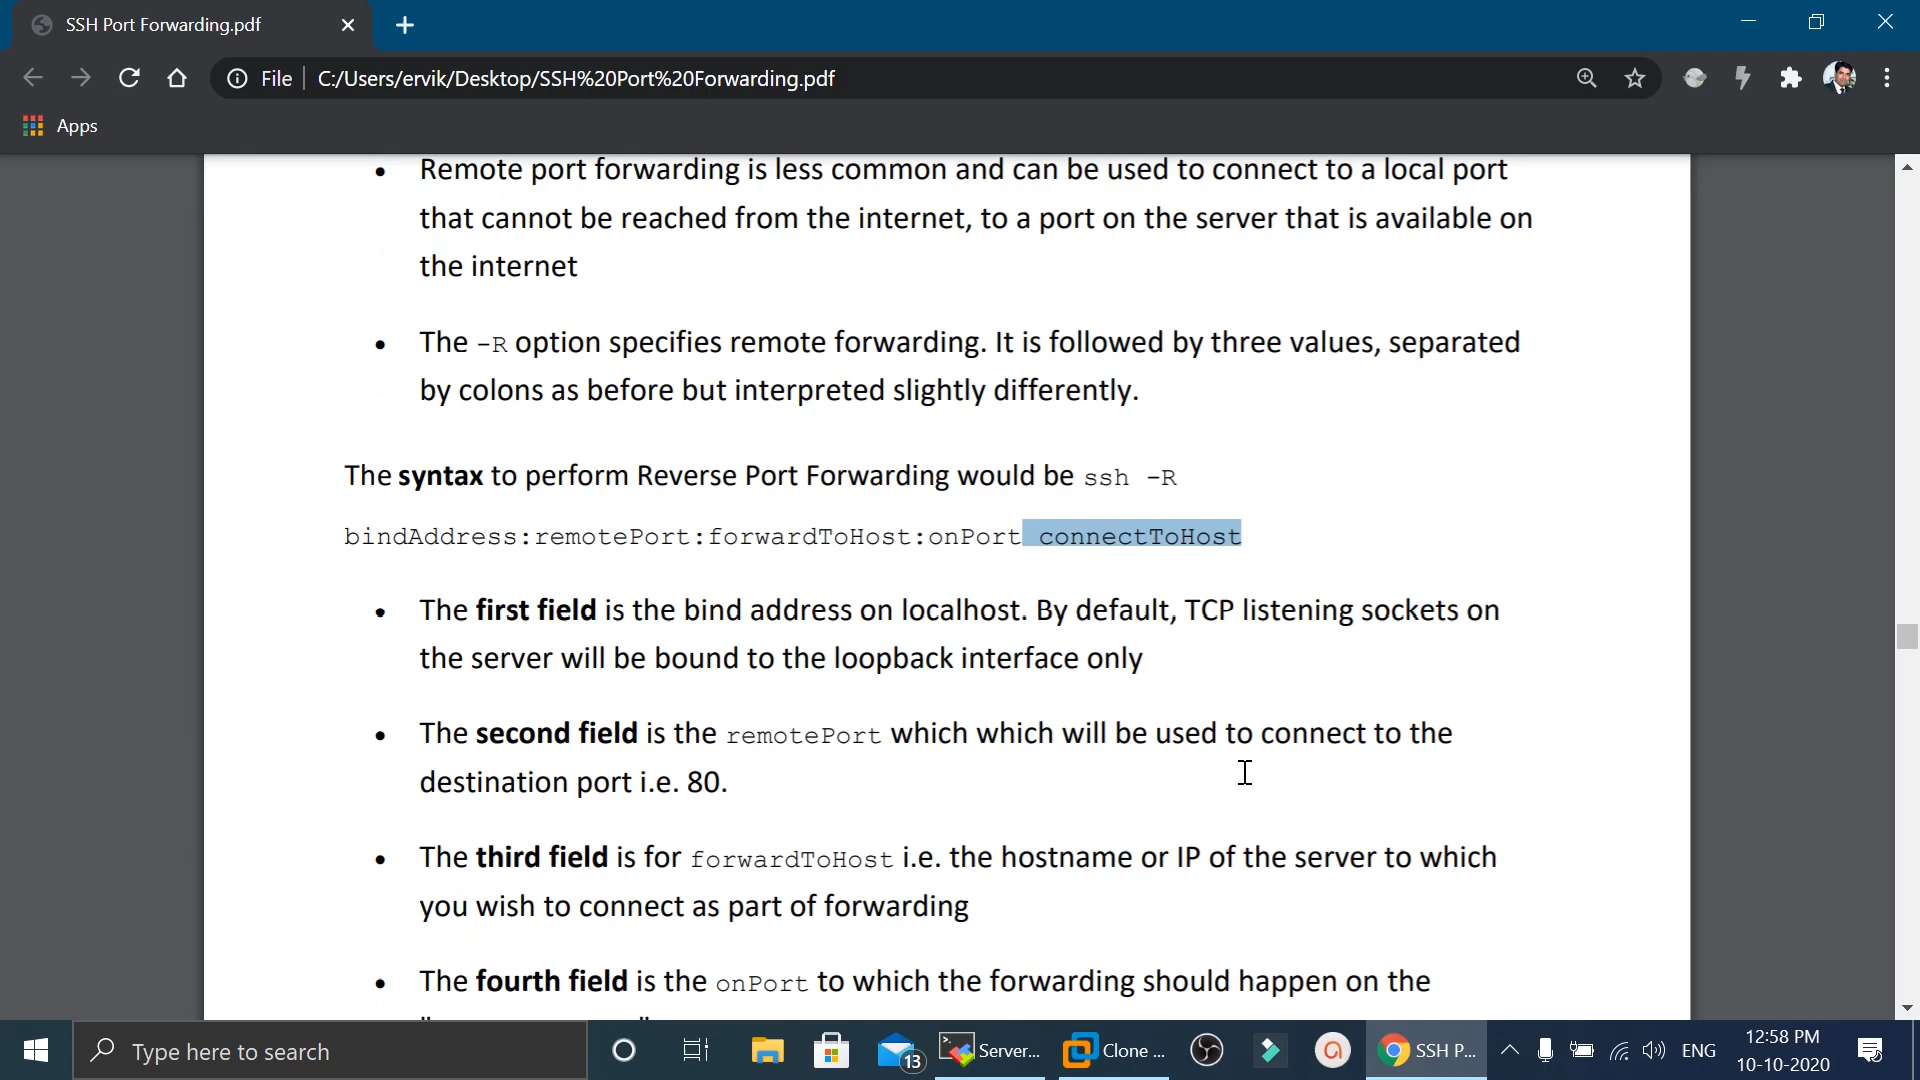 SSH Port Forwarding.pdf
File C:/Users/ervik/Desktop/SSH%20Port%20Forwarding.pdf
Apps
Remote port forwarding is less common and can be used to connect to a local port
that cannot be reached from the internet, to a port on the server that is available on
the internet
The -R option specifies remote forwarding. It is followed by three values, separated
by colons as before but interpreted slightly differently.
The syntax to perform Reverse Port Forwarding would be ssh -R
bindAddress:remotePort:forwardToHost:onPort connectToHost
The first field is the bind address on localhost. By default, TCP listening sockets on
the server will be bound to the loopback interface only
The second field is the remotePort which which will be used to connect to the
destination port i.e. 80.
The third field is for forwardToHost i.e. the hostname or IP of the server to which
you wish to connect as part of forwarding
The fourth field is the onPort to which the forwarding should happen on the
Type here to search
13
Server...
Clone ...
SSH P...
ENG
12:58 PM
10-10-2020